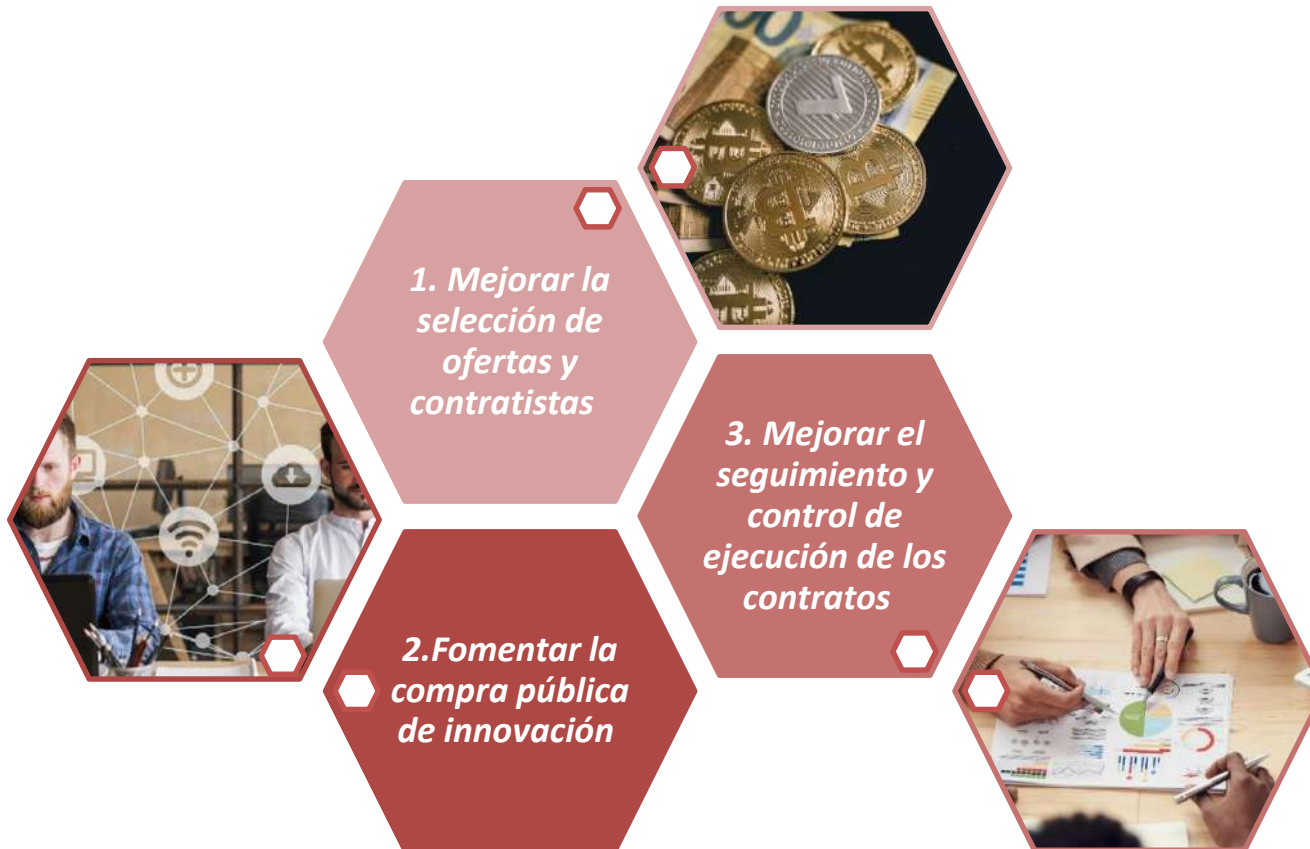 1. Mejorar la
selección de
ofertas y
contratistas
2.Fomentar la
compra pública
de innovación
3. Mejorar el
seguimiento y
control de
ejecución de los
contratos